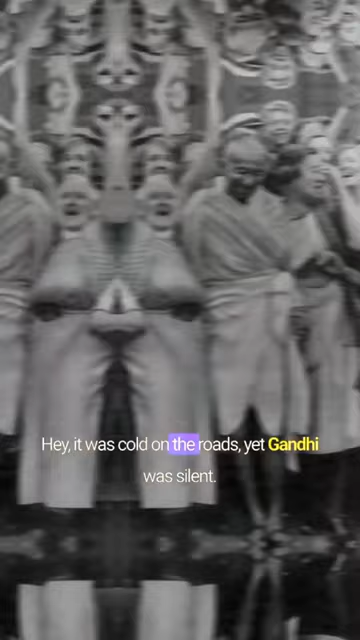 Hey, it was cold on the roads, yet Gandhi
was silent.